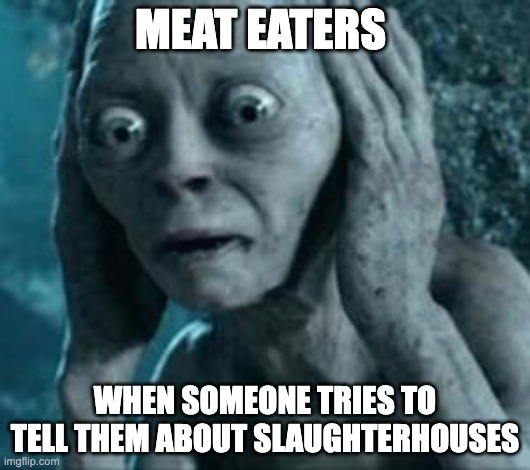 MEAT EATERS
WHEN SOMEONE TRIES TO
TELL THEM ABOUT SLAUGHTERHOUSES
imgflip.com